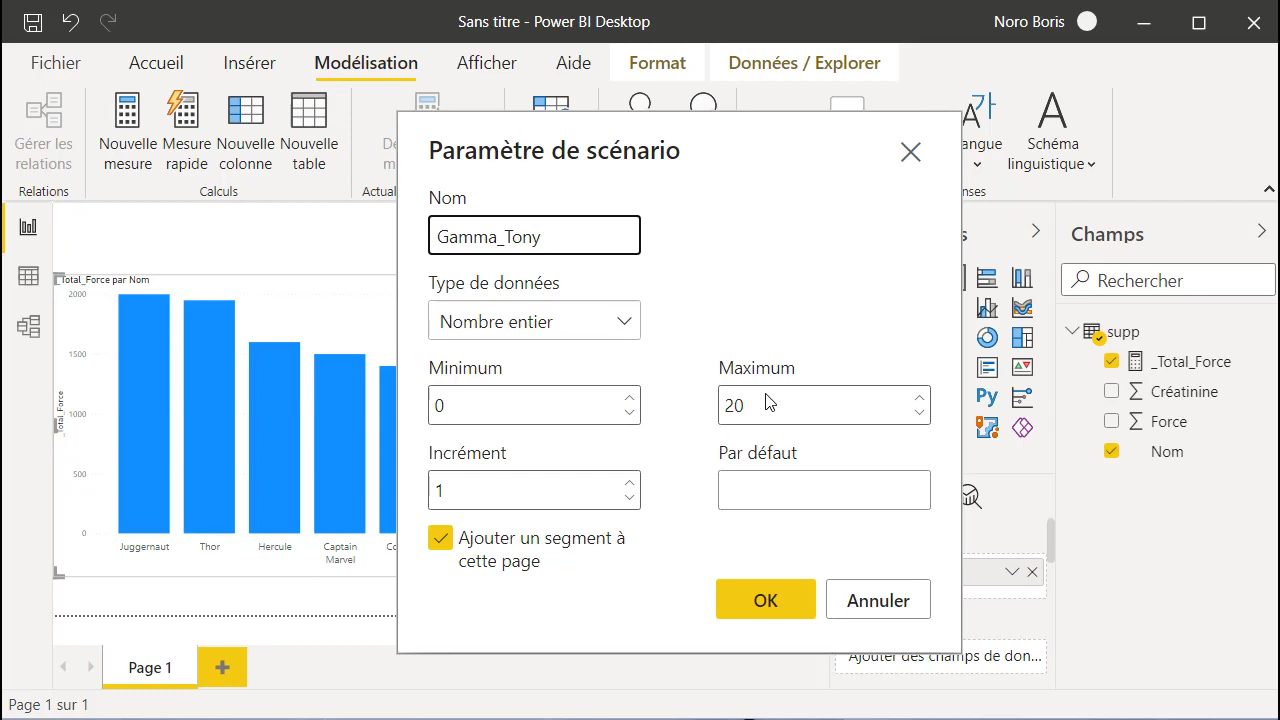 Sans titre - Power BI Desktop
Noro Boris
Fichier
Accueil
Insérer
Modélisation
Afficher
Aide
Format
Données / Explorer
Gérer les
relations
Nouvelle
mesure
Mesure
rapide
Nouvelle
colonne
Nouvelle
table
Schéma
linguistique
Relations
Calculs
Paramètre de scénario
Nom
Gamma_Tony
Type de données
Nombre entier
Minimum
Maximum
0
20
Incrément
Par défaut
1
Ajouter un segment à
cette page
OK
Annuler
_Total_Force par Nom
2000
1500
1000
500
0
_Total_Force
Juggernaut
Thor
Hercule
Captain
Marvel
Champs
Rechercher
supp
_Total_Force
Créatinine
Force
Nom
Py
Ajouter des champs de don...
Page 1
Page 1 sur 1